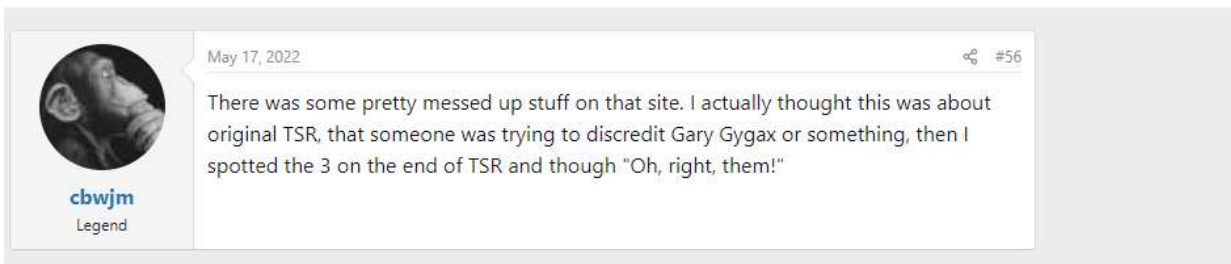 May 17, 2022
#56
There was some pretty messed up stuff on that site. I actually thought this was about
original TSR, that someone was trying to discredit Gary Gygax or something, then I
spotted the 3 on the end of TSR and though "Oh, right, them!"
cbwjm
Legend